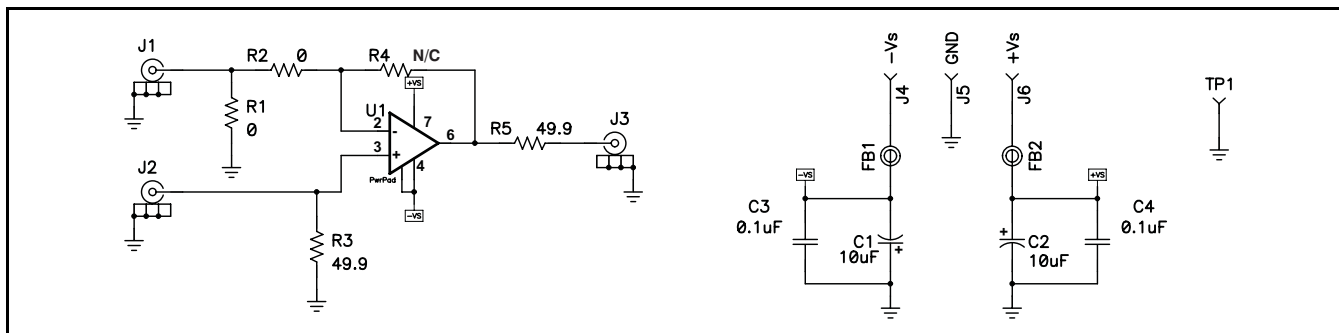 J1
R2 0
R4 N/C
+VS
R1
0
U1
2
-
7
3
+
6
4
PwrPad
-VS
R5 49.9
J3
J2
R3
49.9
-Vs
GND
+Vs
J4
J5
J6
TP1
FB1
FB2
-VS
+VS
C3
0.1uF
C1
10uF
+
+
C2
10uF
C4
0.1uF